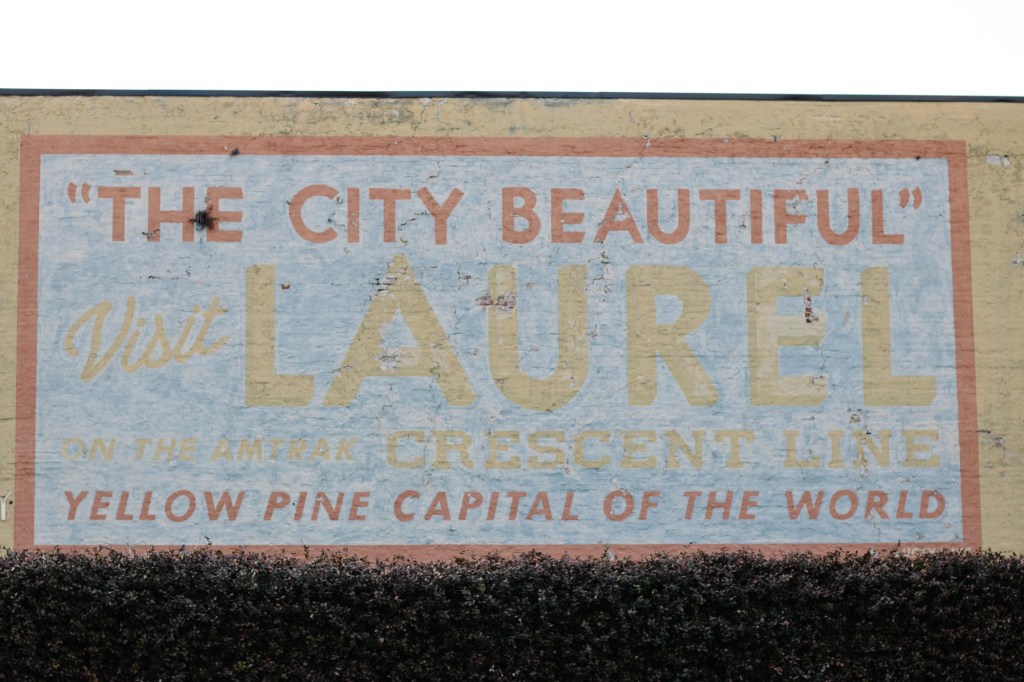 "THE CITY BEAUTIFUL"
Visit LAUREL
ON THE AMTRAK CRESCENT LINE
YELLOW PINE CAPITAL OF THE WORLD